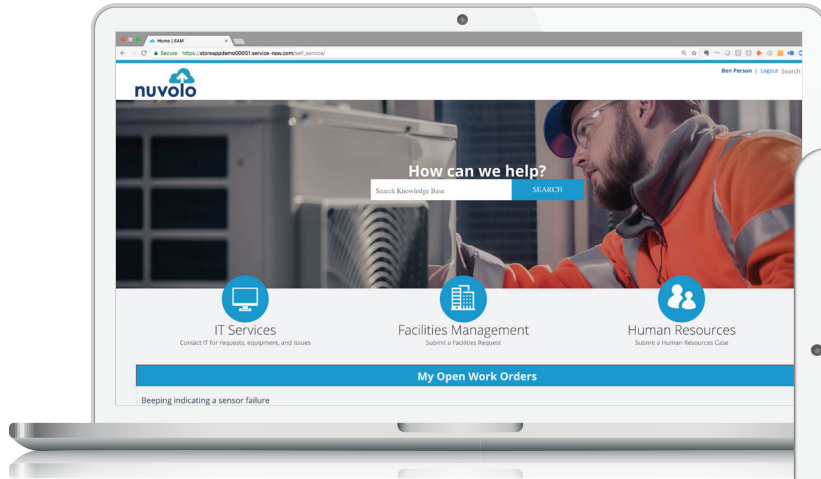 Home | EAM
Secure https://storeappdemo00051.service-now.com/self_service/
nuvolo
Ben Person | Logout Search
How can we help?
Search Knowledge Base SEARCH
IT Services
Contact IT for requests, equipment, and issues
Facilities Management
Submit a Facilities Request
Human Resources
Submit a Human Resources Case
My Open Work Orders
Beeping indicating a sensor failure